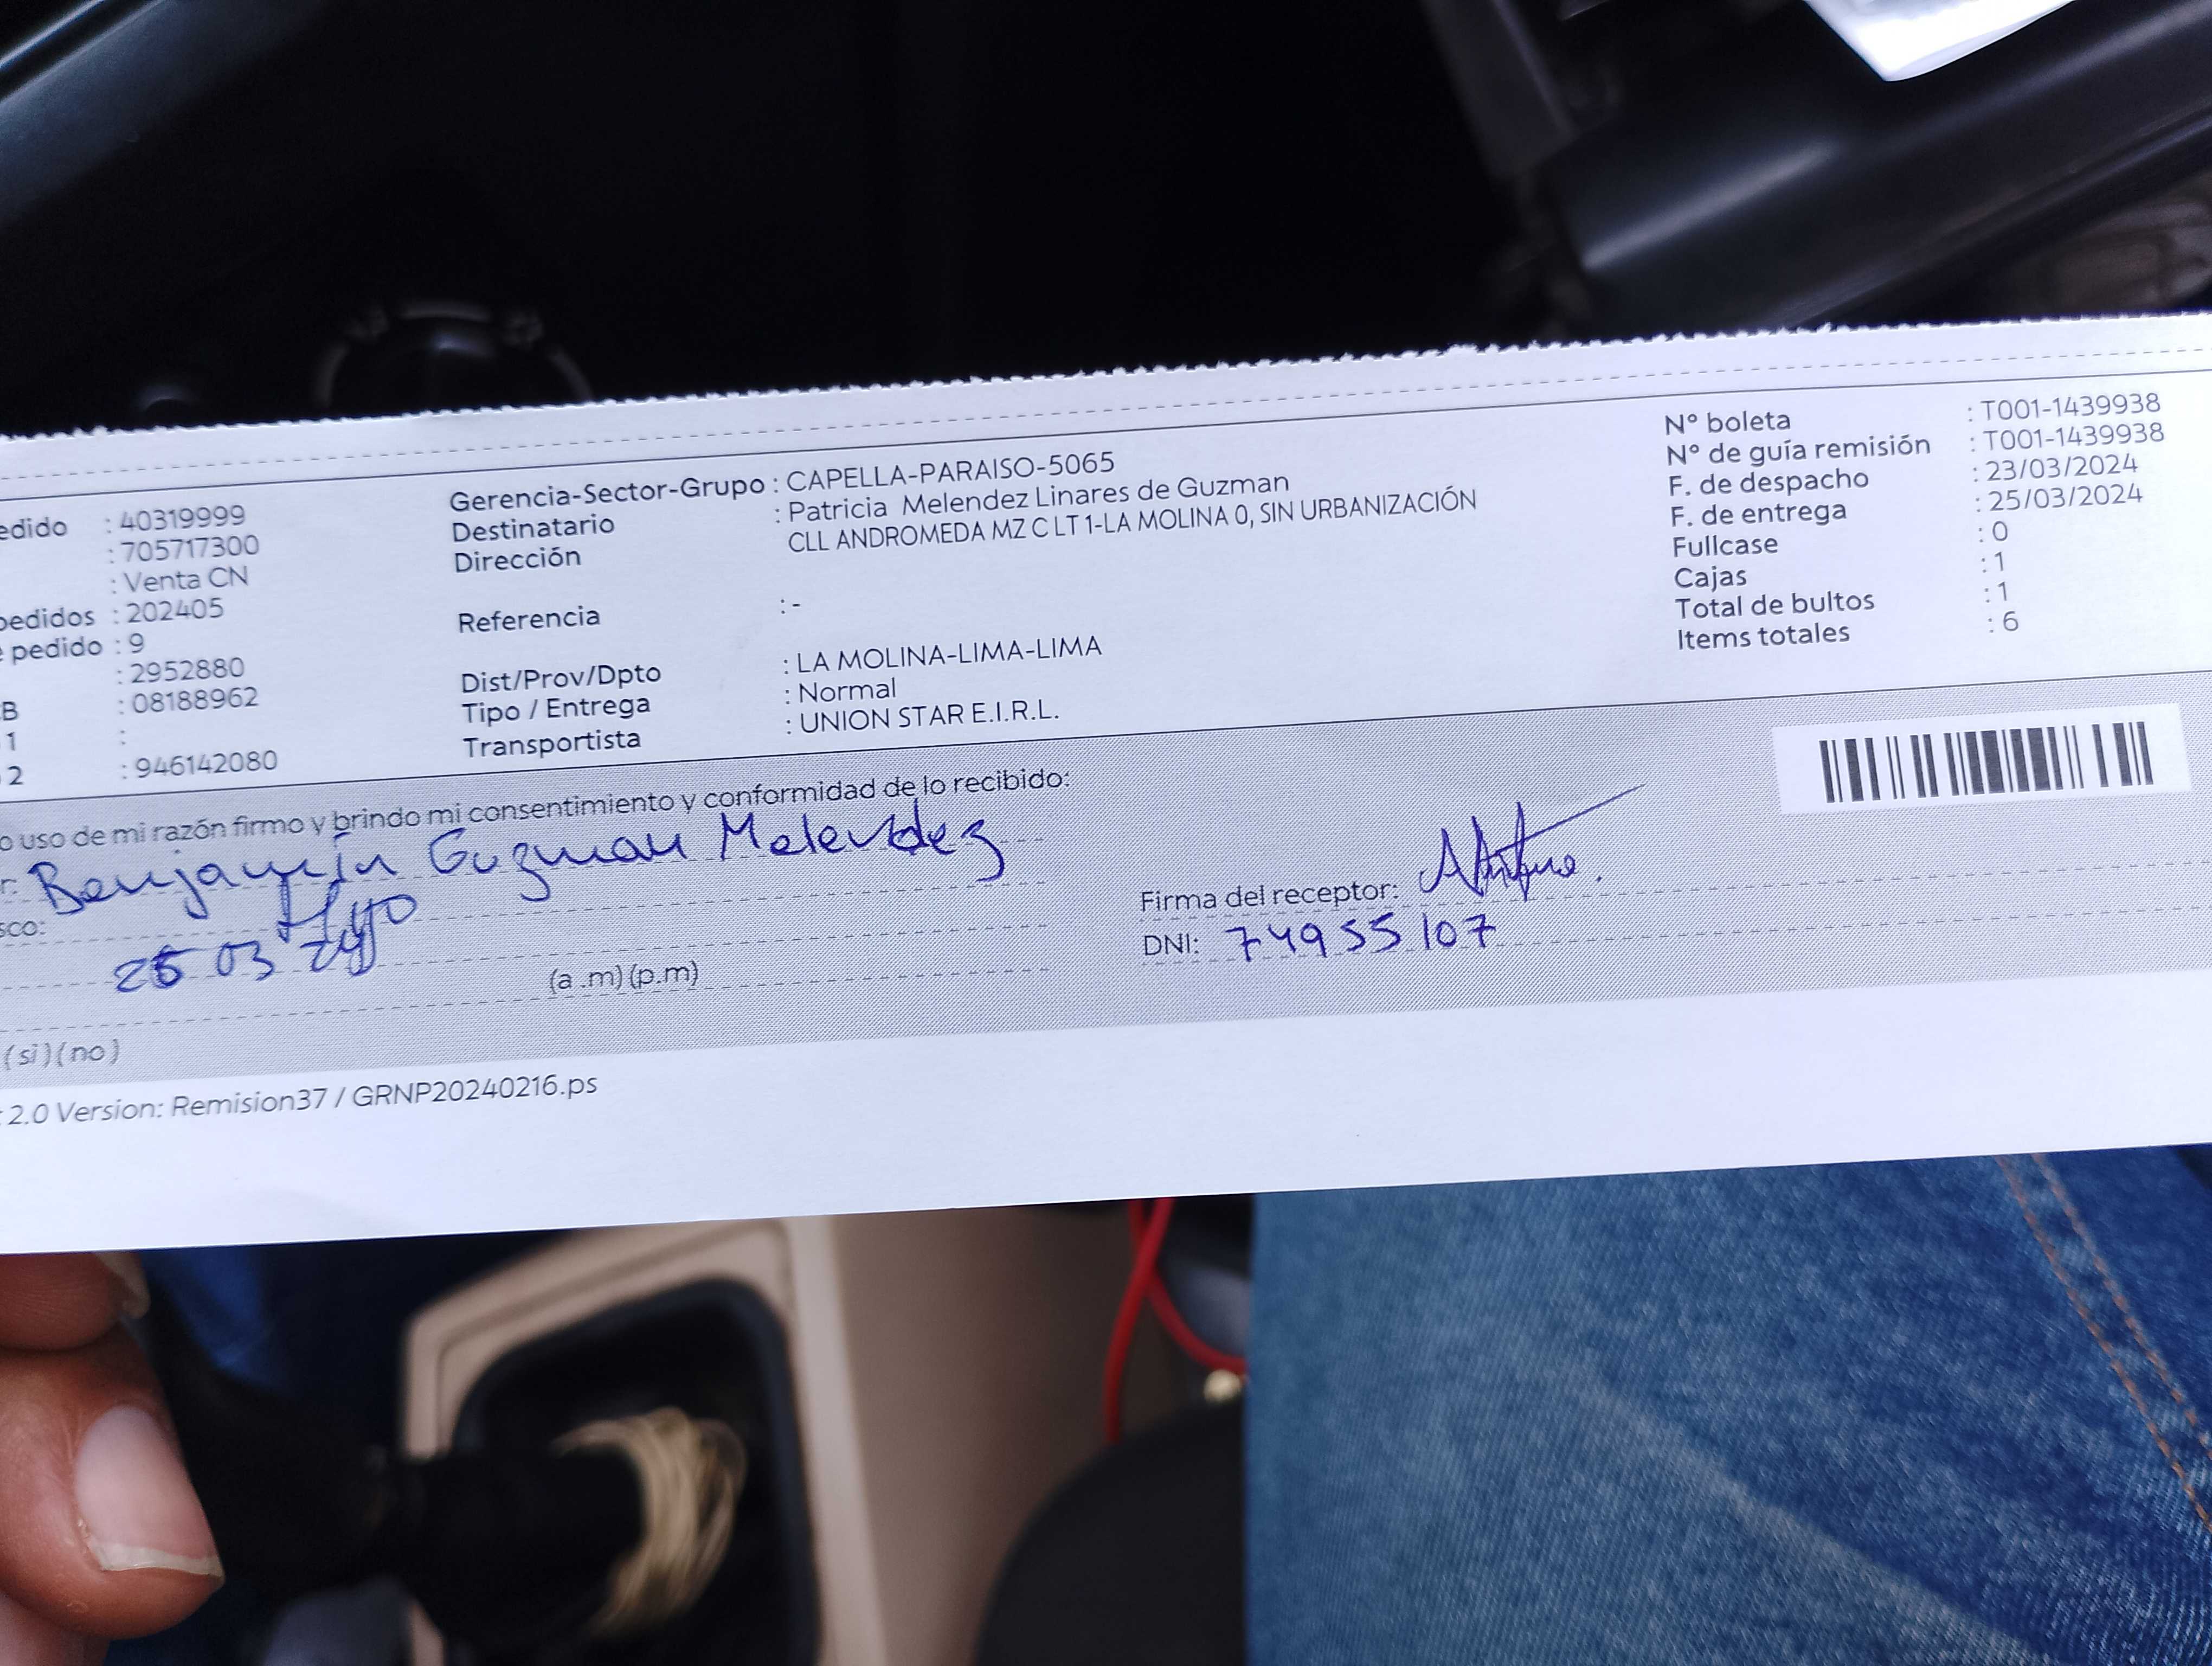 edido : 40319999
: 705717300
: Venta CN
pedidos : 202405
e pedido : 9
: 2952880
B : 08188962
1 :
2 : 946142080
Gerencia-Sector-Grupo : CAPELLA-PARAISO-5065
Destinatario : Patricia Melendez Linares de Guzman
Dirección CLL ANDROMEDA MZ C LT 1-LA MOLINA 0, SIN URBANIZACIÓN
Referencia : -
Dist/Prov/Dpto : LA MOLINA-LIMA-LIMA
Tipo / Entrega : Normal
Transportista : UNION STAR E.I.R.L.
N° boleta : T001-1439938
N° de guía remisión : T001-1439938
F. de despacho : 23/03/2024
F. de entrega : 25/03/2024
Fullcase : 0
Cajas : 1
Total de bultos : 1
Items totales : 6
o uso de mi razón firmo y brindo mi consentimiento y conformidad de lo recibido:
r: Benjamín Guzman Melendez
sco: Hijo
25 03 24
(a .m) (p.m)
Firma del receptor:
DNI: 74955107
(si) (no)
2.0 Version: Remision37 / GRNP20240216.ps